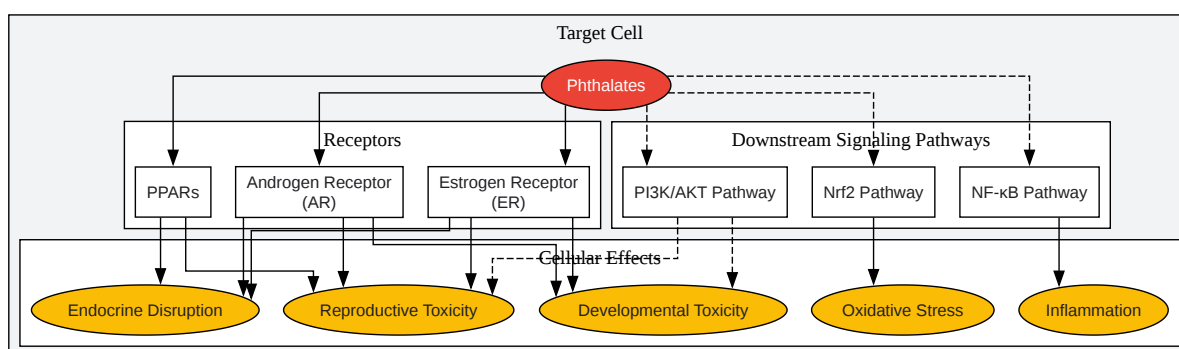 Target Cell
Phthalates
Receptors
Downstream Signaling Pathways
PPARs
Androgen Receptor
(AR)
Estrogen Receptor
(ER)
PI3K/AKT Pathway
Nrf2 Pathway
NF-κB Pathway
Cellular Effects
Endocrine Disruption
Reproductive Toxicity
Developmental Toxicity
Oxidative Stress
Inflammation